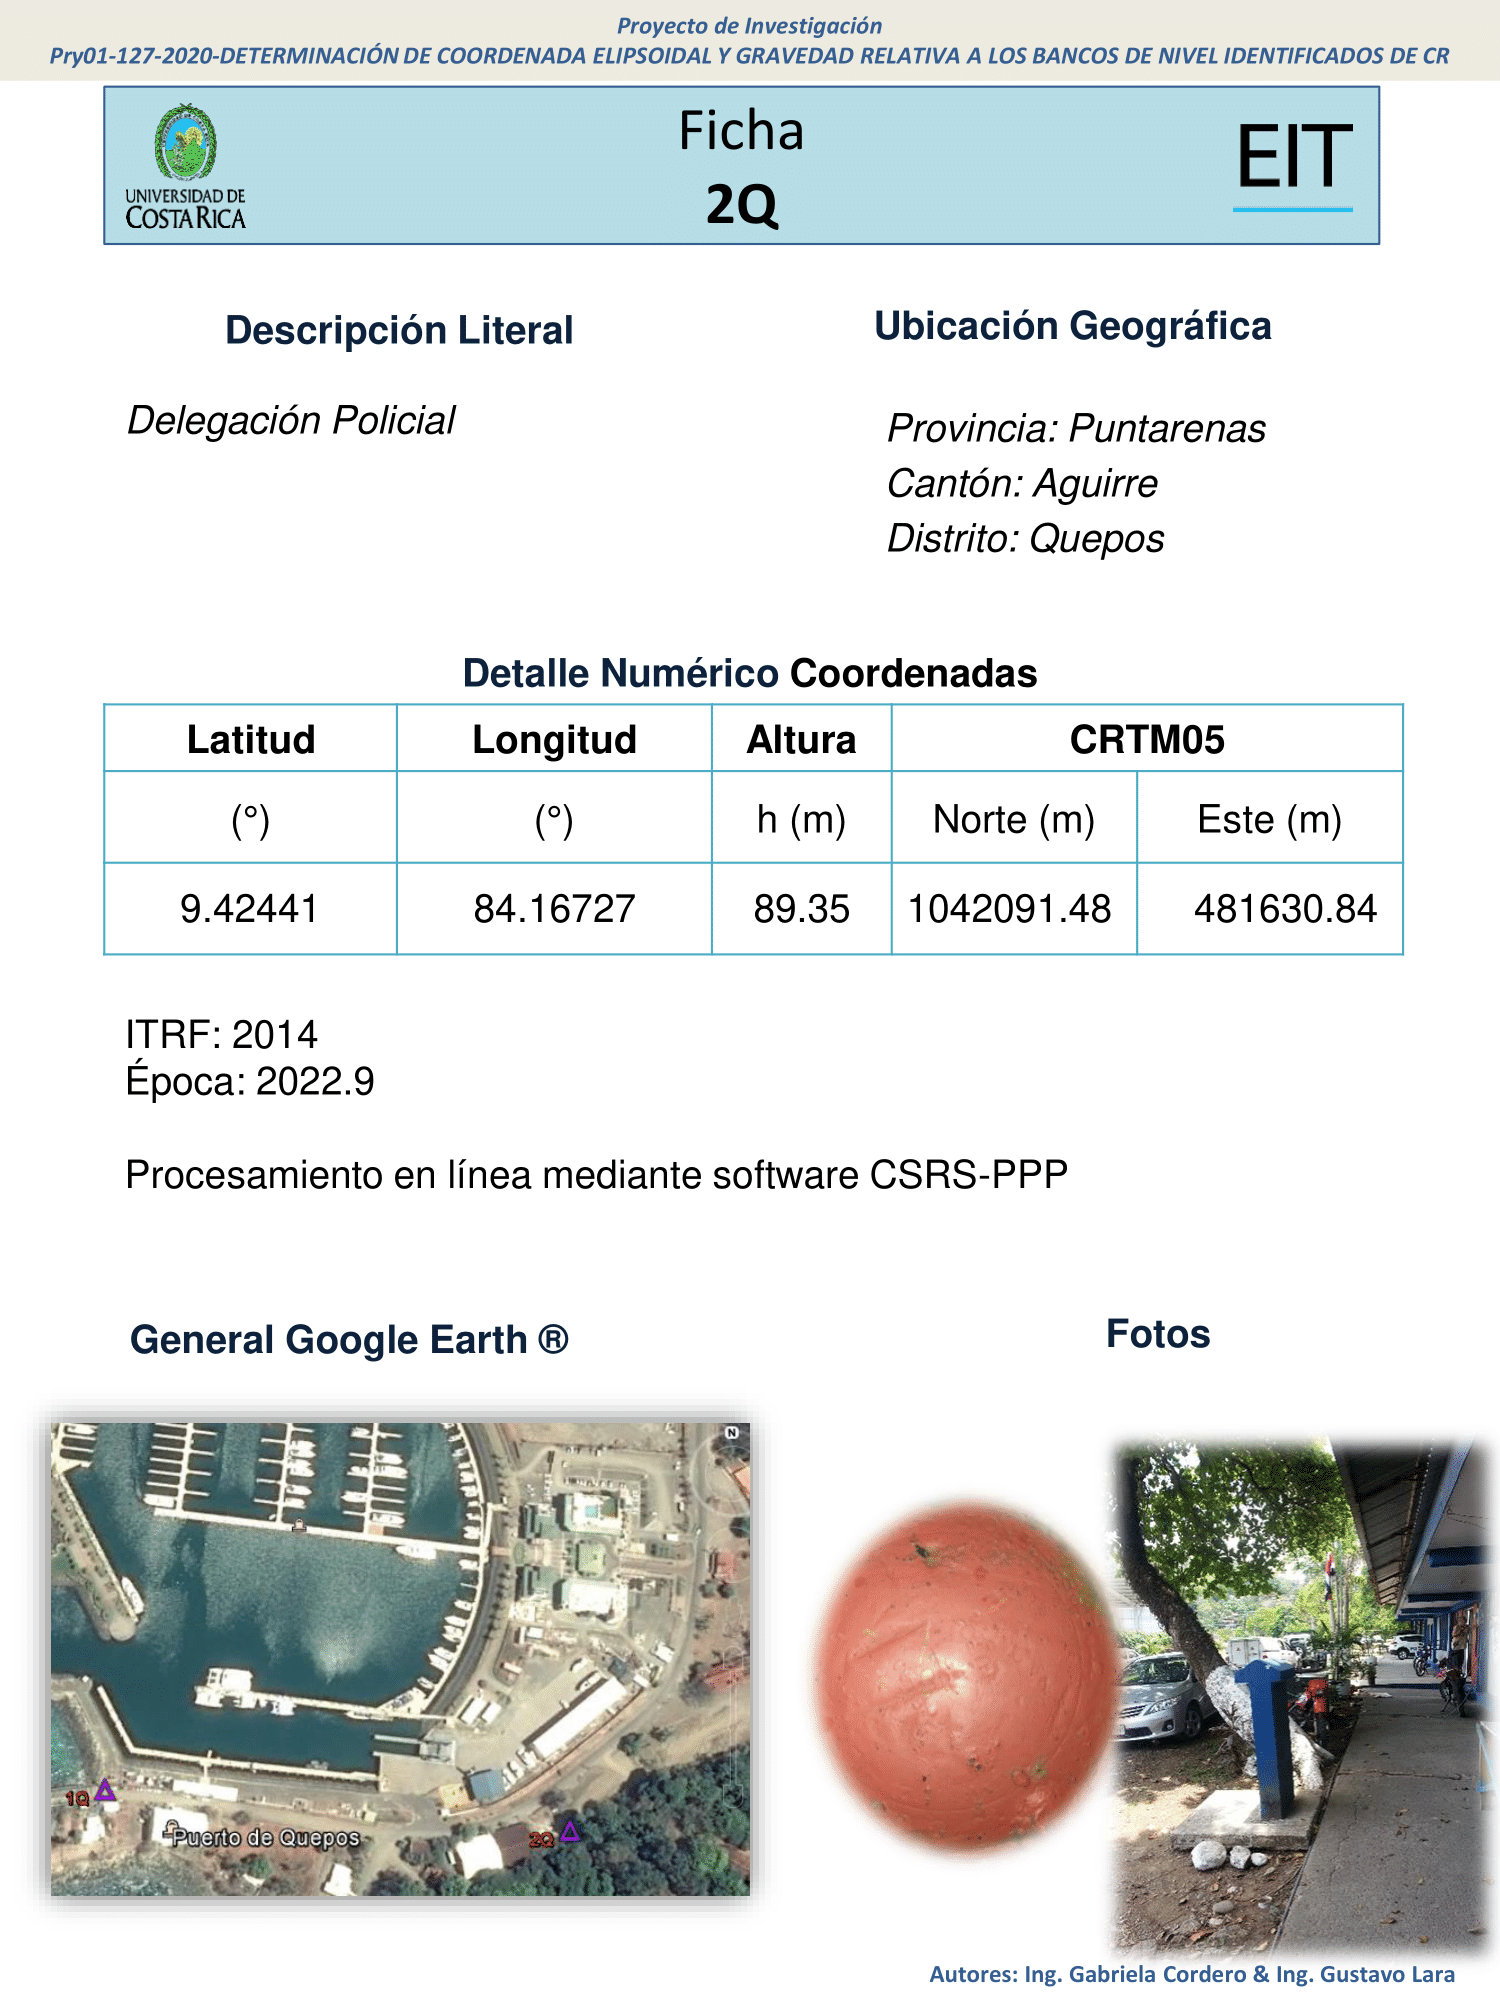 Proyecto de Investigación
Pry01-127-2020-DETERMINACIÓN DE COORDENADA ELIPSOIDAL Y GRAVEDAD RELATIVA A LOS BANCOS DE NIVEL IDENTIFICADOS DE CR
UNIVERSIDAD DE
COSTA RICA
Ficha
2Q
EIT
Descripción Literal
Delegación Policial
Ubicación Geográfica
Provincia: Puntarenas
Cantón: Aguirre
Distrito: Quepos
Detalle Numérico Coordenadas
Latitud Longitud Altura CRTM05
(°) (°) h (m) Norte (m) Este (m)
9.42441 84.16727 89.35 1042091.48 481630.84
ITRF: 2014
Época: 2022.9
Procesamiento en línea mediante software CSRS-PPP
General Google Earth ®
Fotos
N
1Q
Puerto de Quepos
2Q
Autores: Ing. Gabriela Cordero & Ing. Gustavo Lara